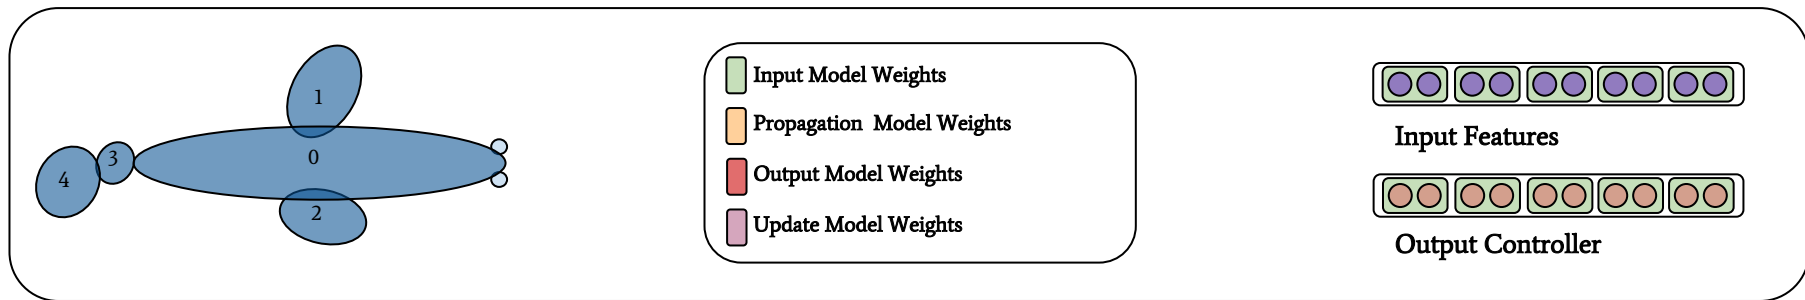 1
0
3
4
2
Input Model Weights
Propagation Model Weights
Output Model Weights
Update Model Weights
Input Features
Output Controller